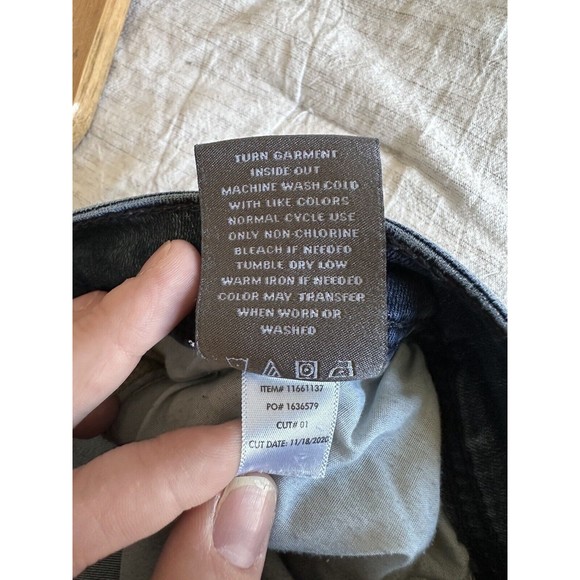 TURN GARMENT
INSIDE OUT
MACHINE WASH COLD
WITH LIKE COLORS
NORMAL CYCLE USE
ONLY NON-CHLORINE
BLEACH IF NEEDED
TUMBLE DRY LOW
WARM IRON IF NEEDED
COLOR MAY TRANSFER
WHEN WORN OR
WASHED
ITEM# 11661137
PO# 1636579
CUT# 01
CUT DATE: 11/18/2020